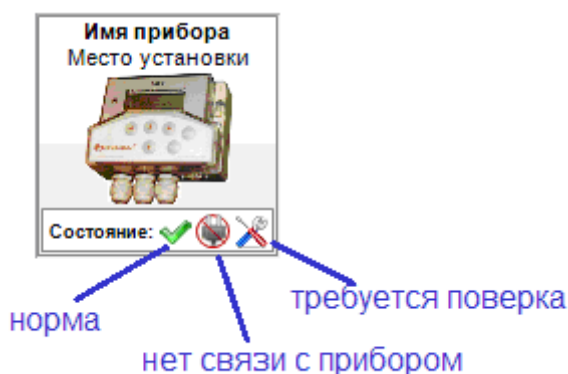 Имя прибора
Место установки
Состояние:
норма
требуется поверка
нет связи с прибором